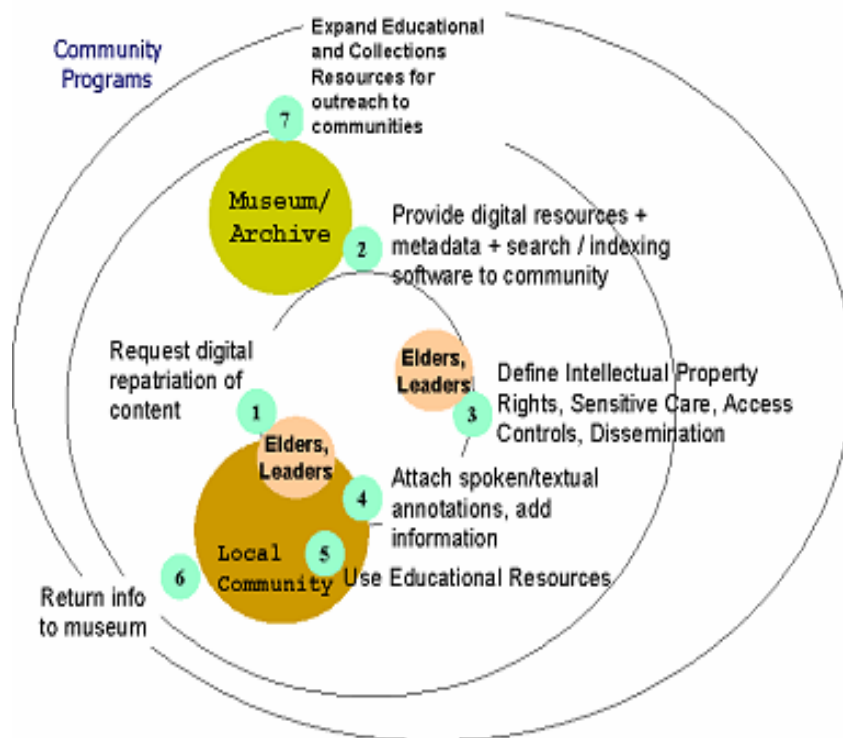 Community
Programs
Expand Educational
and Collections
Resources for
outreach to
communities
7
Museum/
Archive
2
Provide digital resources +
metadata + search / indexing
software to community
Request digital
repatriation of
content
1
Elders,
Leaders
Elders,
Leaders
3
Define Intellectual Property
Rights, Sensitive Care, Access
Controls, Dissemination
4
Attach spoken/textual
annotations, add
information
Local
Community
5
Use Educational Resources
6
Return info
to museum